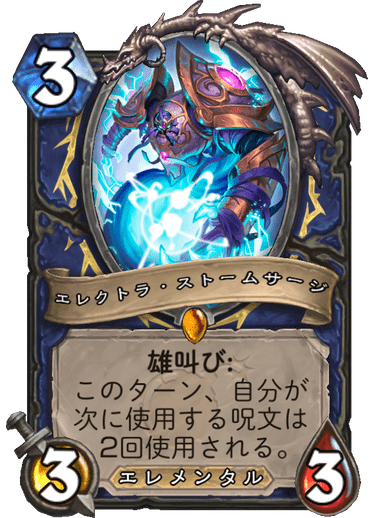 3
エレクトラ・ストームサージ
雄叫び:
このターン、自分が
次に使用する呪文は
2回使用される。
エレメンタル
3
3